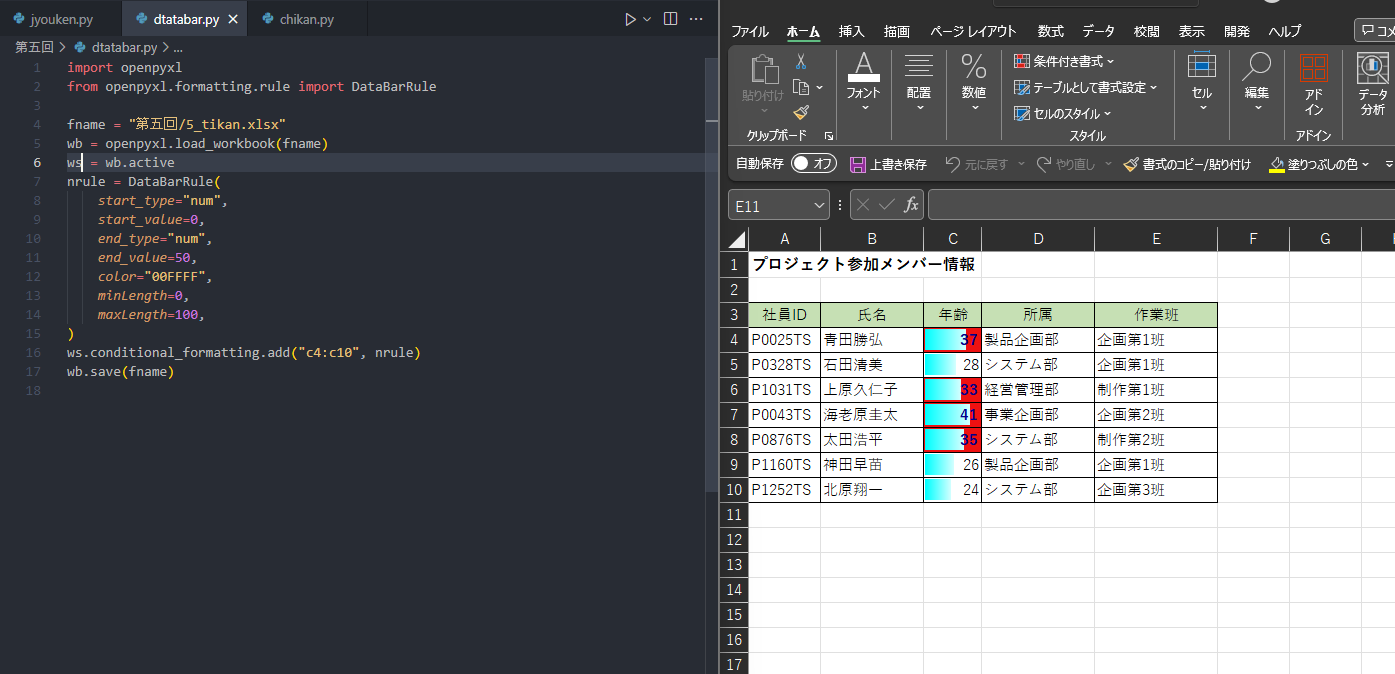 jyouken.py
dtatabar.py
chikan.py
第五回 > dtatabar.py > ...
1 import openpyxl
2 from openpyxl.formatting.rule import DataBarRule
3
4 fname = "第五回/5_tikan.xlsx"
5 wb = openpyxl.load_workbook(fname)
6 ws = wb.active
7 nrule = DataBarRule(
8 start_type="num",
9 start_value=0,
10 end_type="num",
11 end_value=50,
12 color="00FFFF",
13 minLength=0,
14 maxLength=100,
15 )
16 ws.conditional_formatting.add("c4:c10", nrule)
17 wb.save(fname)
18
ファイル ホーム 挿入 描画 ページ レイアウト 数式 データ 校閲 表示 開発 ヘルプ
貼り付け
クリップボード
フォント
配置
数値
条件付き書式
テーブルとして書式設定
セルのスタイル
スタイル
セル
編集
アド
イン
アドイン
データ
分析
自動保存 オフ 上書き保存 元に戻す やり直し 書式のコピー/貼り付け 塗りつぶしの色
E11 fx
A B C D E F G
1 プロジェクト参加メンバー情報
2
3 社員ID 氏名 年齢 所属 作業班
4 P0025TS 青田勝弘 37 製品企画部 企画第1班
5 P0328TS 石田清美 28 システム部 企画第1班
6 P1031TS 上原久仁子 33 経営管理部 制作第1班
7 P0043TS 海老原圭太 41 事業企画部 企画第2班
8 P0876TS 太田浩平 35 システム部 制作第2班
9 P1160TS 神田早苗 26 製品企画部 企画第1班
10 P1252TS 北原翔一 24 システム部 企画第3班
11
12
13
14
15
16
17